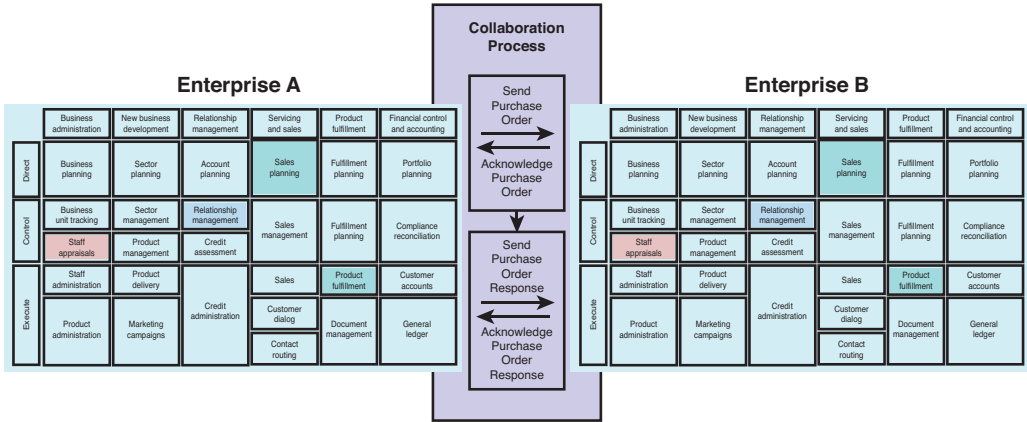 Collaboration
Process
Enterprise A
Enterprise B
Send
Purchase
Order
Acknowledge
Purchase
Order
Send
Purchase
Order
Response
Acknowledge
Purchase
Order
Response
Business
administration
New business
development
Relationship
management
Servicing
and sales
Product
fulfillment
Financial control
and accounting
Direct
Business
planning
Sector
planning
Account
planning
Sales
planning
Fulfillment
planning
Portfolio
planning
Control
Business
unit tracking
Sector
management
Relationship
management
Sales
management
Fulfillment
planning
Compliance
reconciliation
Staff
appraisals
Product
management
Credit
assessment
Execute
Staff
administration
Product
delivery
Credit
administration
Sales
Product
fulfillment
Customer
accounts
Product
administration
Marketing
campaigns
Customer
dialog
Document
management
General
ledger
Contact
routing
Business
administration
New business
development
Relationship
management
Servicing
and sales
Product
fulfillment
Financial control
and accounting
Direct
Business
planning
Sector
planning
Account
planning
Sales
planning
Fulfillment
planning
Portfolio
planning
Control
Business
unit tracking
Sector
management
Relationship
management
Sales
management
Fulfillment
planning
Compliance
reconciliation
Staff
appraisals
Product
management
Credit
assessment
Execute
Staff
administration
Product
delivery
Credit
administration
Sales
Product
fulfillment
Customer
accounts
Product
administration
Marketing
campaigns
Customer
dialog
Document
management
General
ledger
Contact
routing